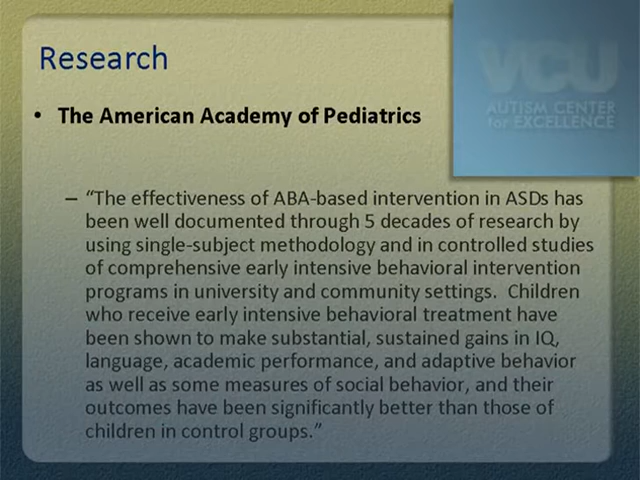 Research
VCU
AUTISM CENTER
for EXCELLENCE
• The American Academy of Pediatrics
– “The effectiveness of ABA-based intervention in ASDs has
been well documented through 5 decades of research by
using single-subject methodology and in controlled studies
of comprehensive early intensive behavioral intervention
programs in university and community settings. Children
who receive early intensive behavioral treatment have
been shown to make substantial, sustained gains in IQ,
language, academic performance, and adaptive behavior
as well as some measures of social behavior, and their
outcomes have been significantly better than those of
children in control groups.”